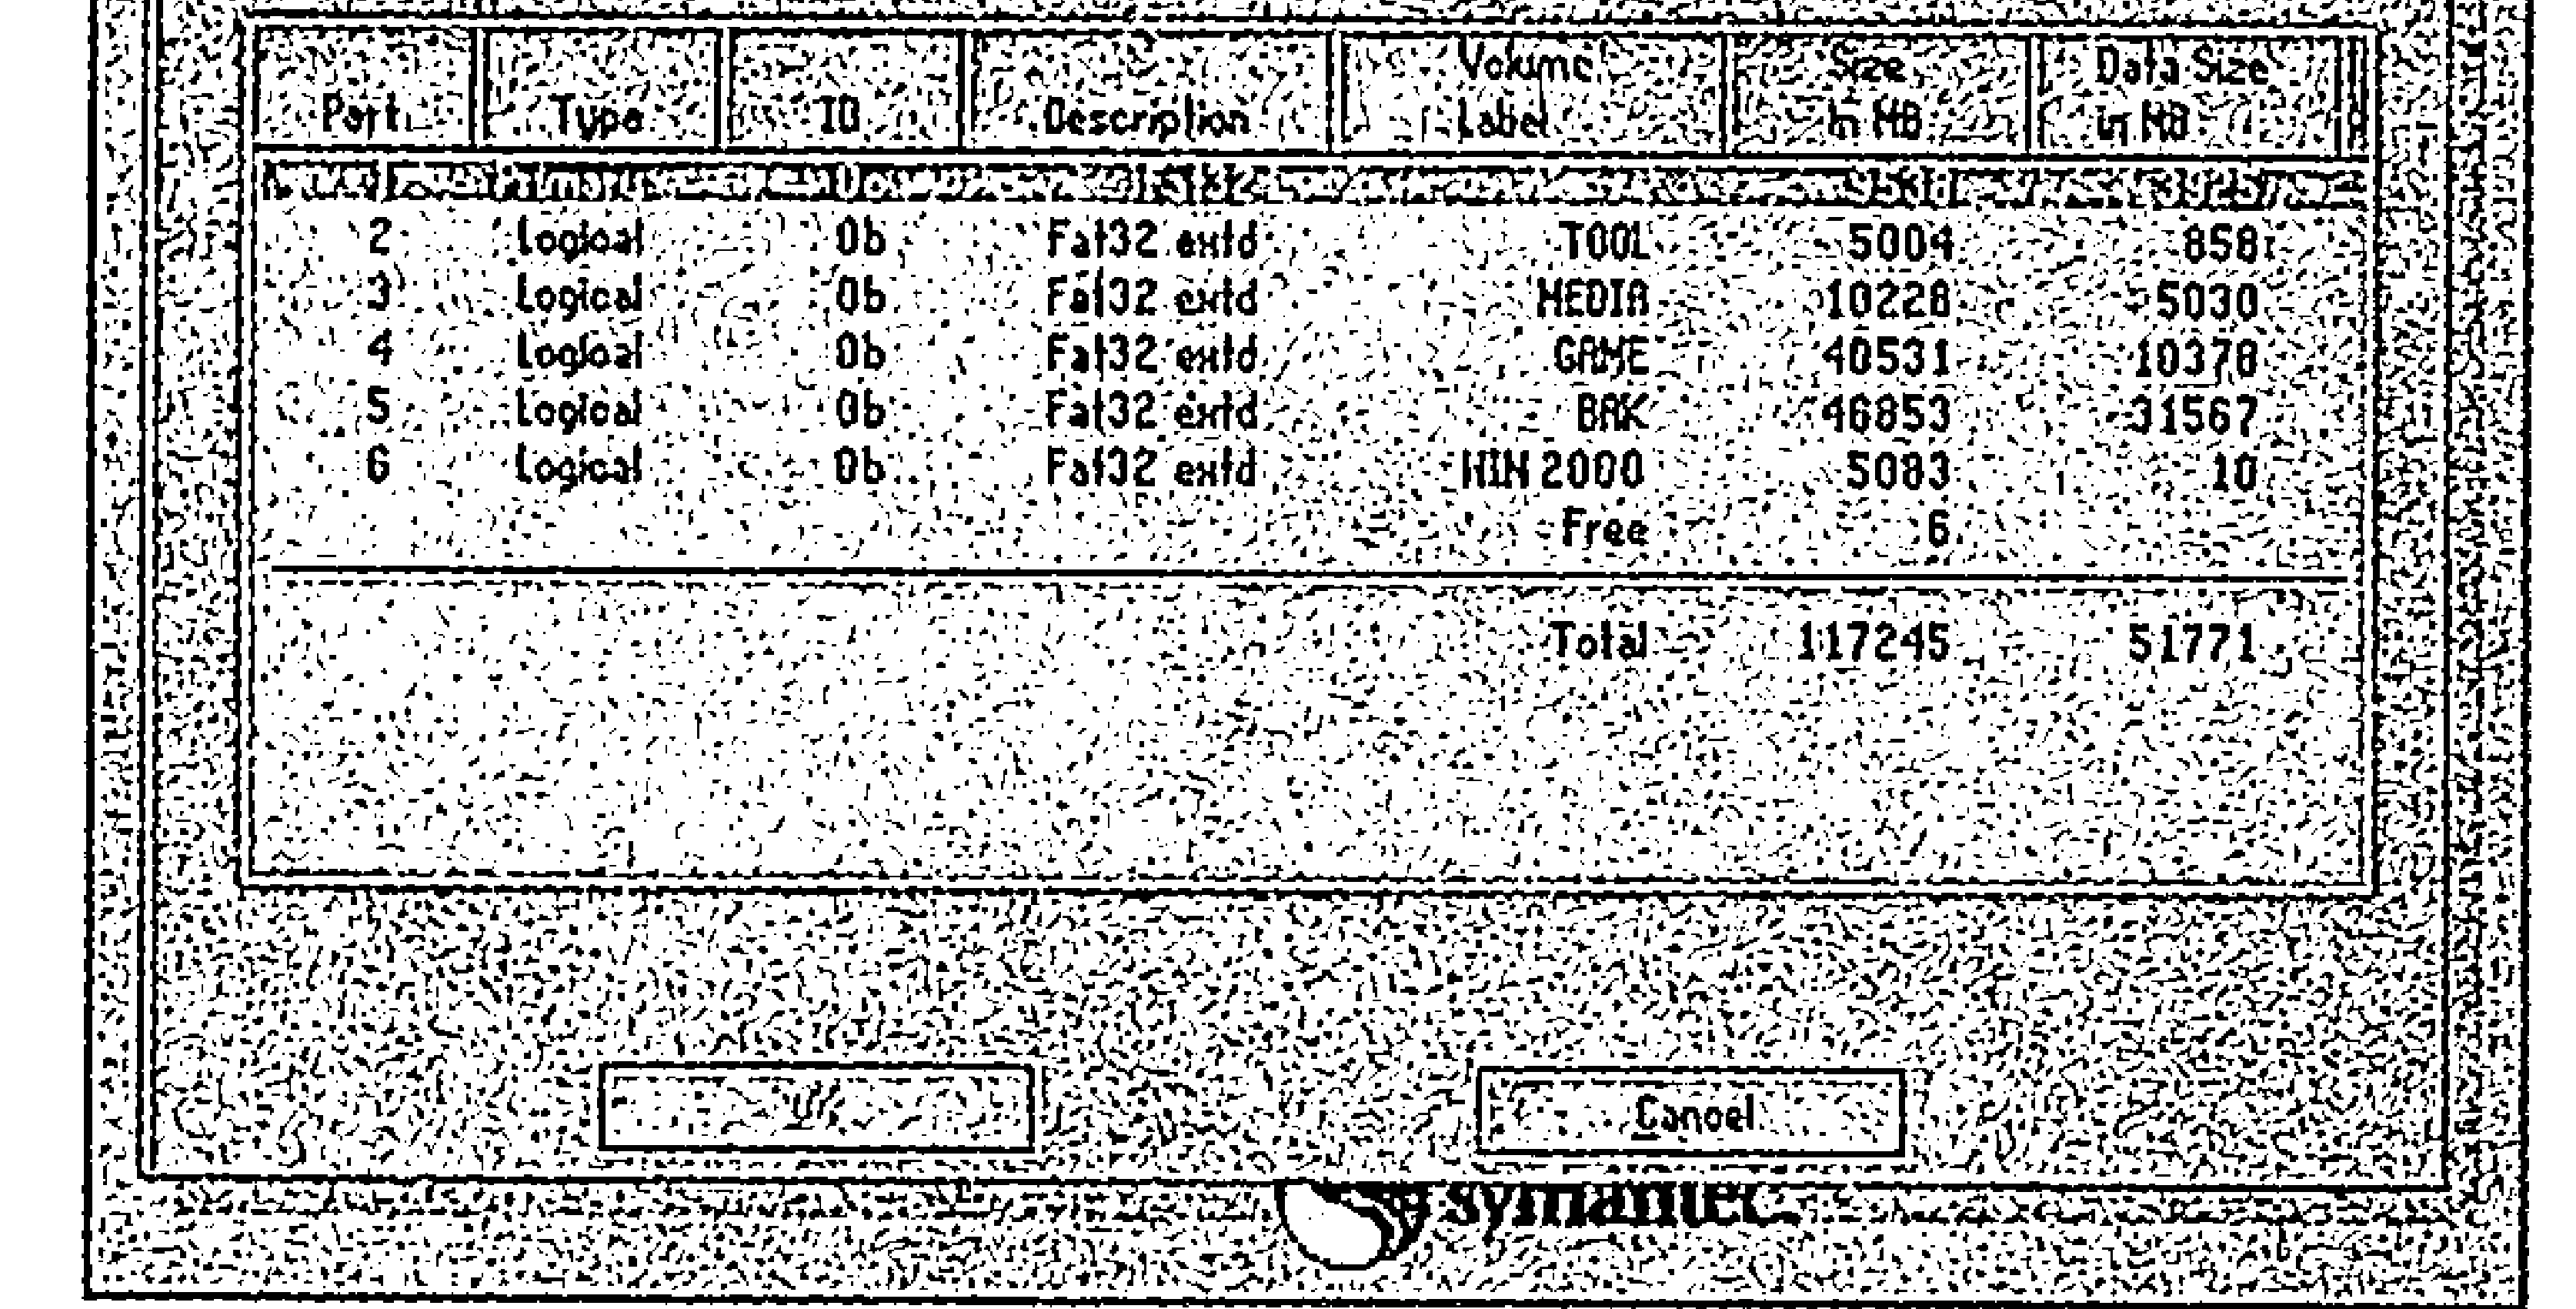 Volume Size Data Size
Part Type ID Description Label In MB In MB
Primary 9538
2 Logical 0b Fat32 extd TOOL 5004 858
3 Logical 0b Fat32 extd MEDIA 10228 5030
4 Logical 0b Fat32 extd GAME 40531 10378
5 Logical 0b Fat32 extd BAK 46853 31567
6 Logical 0b Fat32 extd WIN 2000 5083 10
Free 6
Total 117245 51771
Cancel
symantec